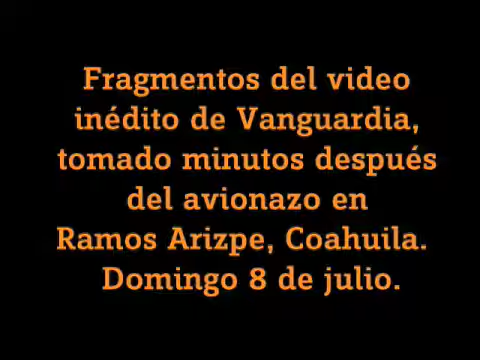 Fragmentos del video
inédito de Vanguardia,
tomado minutos después
del avionazo en
Ramos Arizpe, Coahuila.
Domingo 8 de julio.